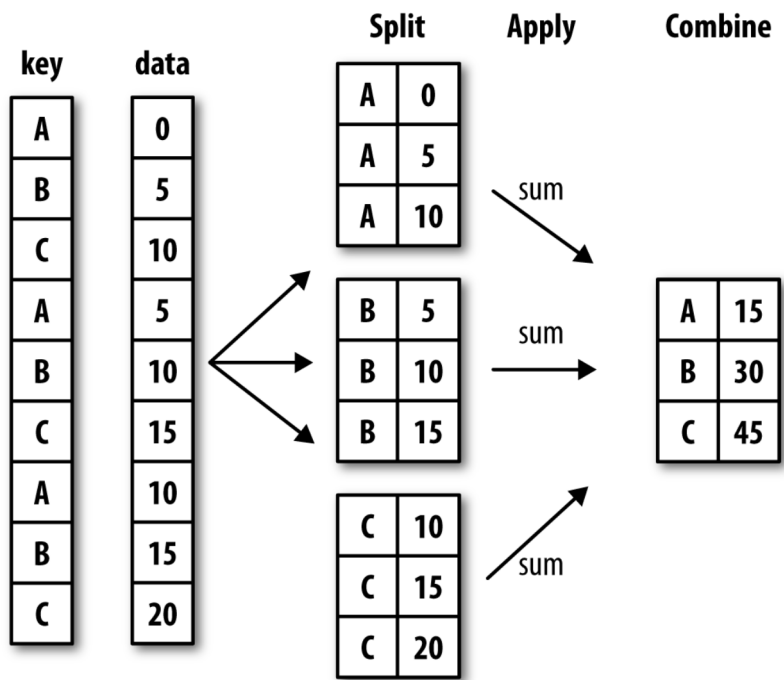 Split Apply Combine
key data
A 0
B 5
C 10
A 5
B 10
C 15
A 10
B 15
C 20
A 0
A 5
A 10
B 5
B 10
B 15
C 10
C 15
C 20
sum
sum
sum
A 15
B 30
C 45